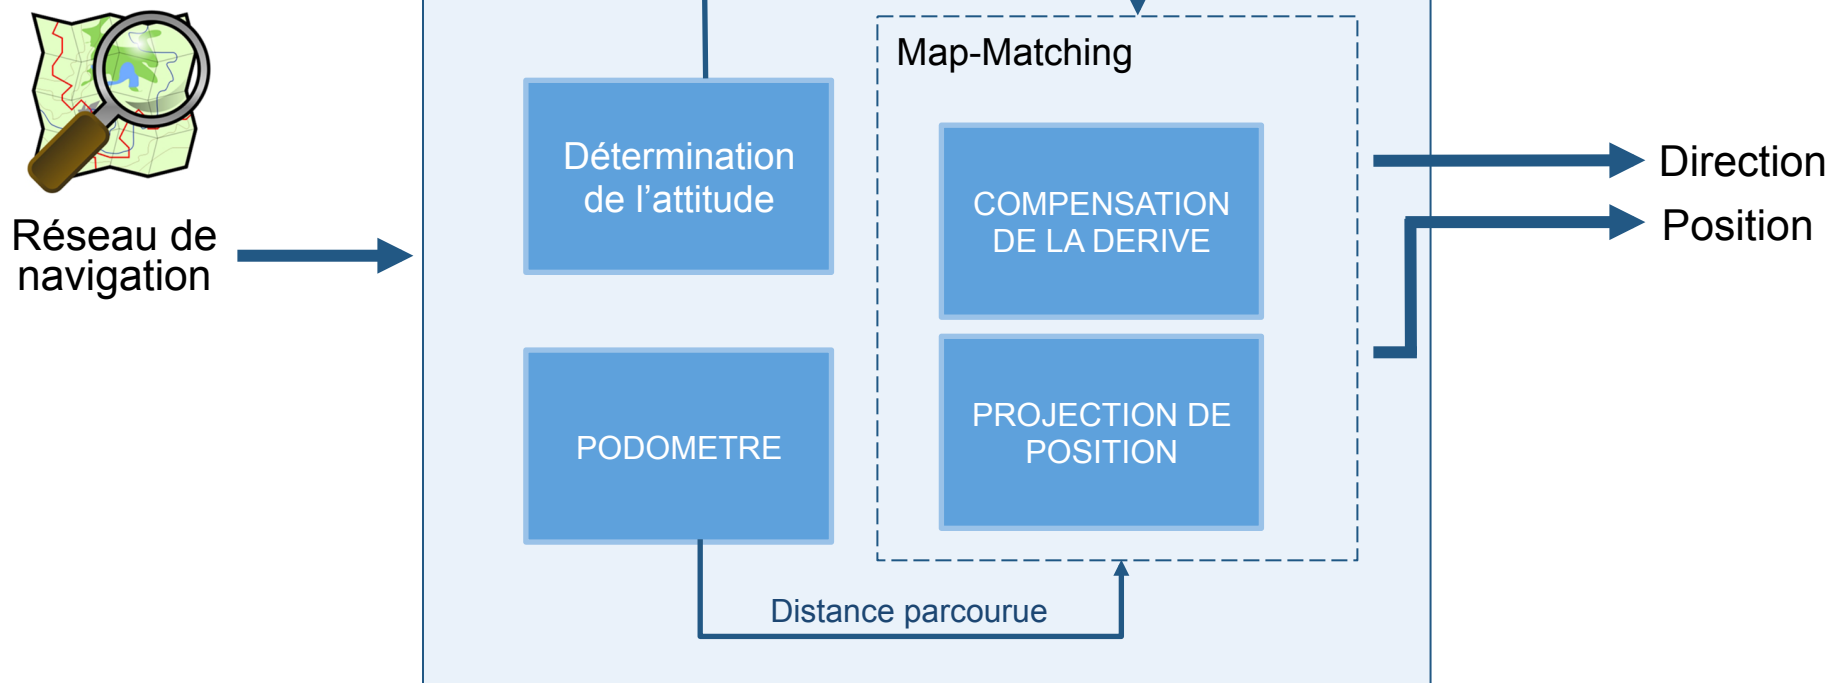 Réseau de
navigation
Détermination
de l’attitude
PODOMETRE
Map-Matching
COMPENSATION
DE LA DERIVE
PROJECTION DE
POSITION
Distance parcourue
Direction
Position